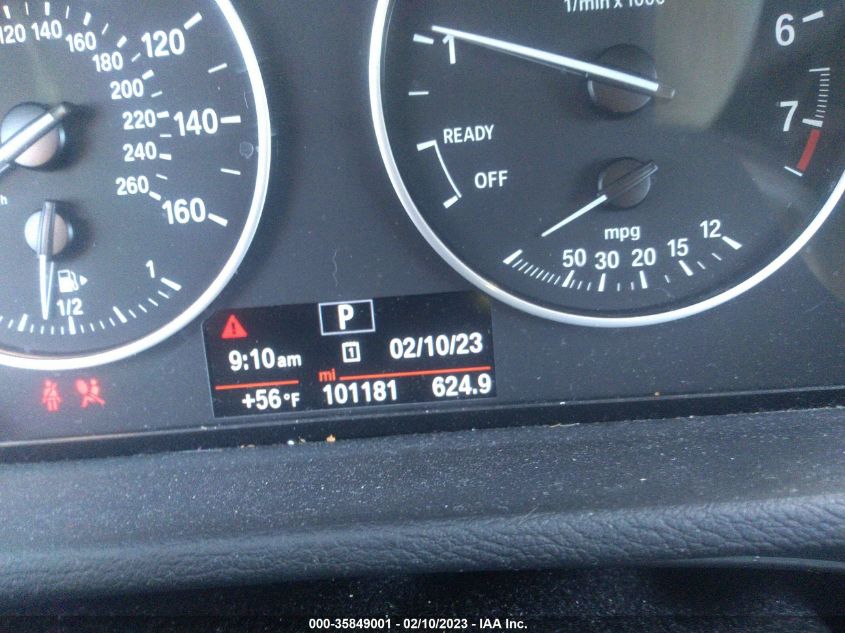 120 140 160 180 200 220 240 260
120
140
160
h
1/2 1
1/min x 1000
1
6
7
READY
OFF
mpg
50 30 20 15 12
P
9:10am 1 02/10/23
mi
+56°F 101181 624.9
000-35849001 - 02/10/2023 - IAA Inc.